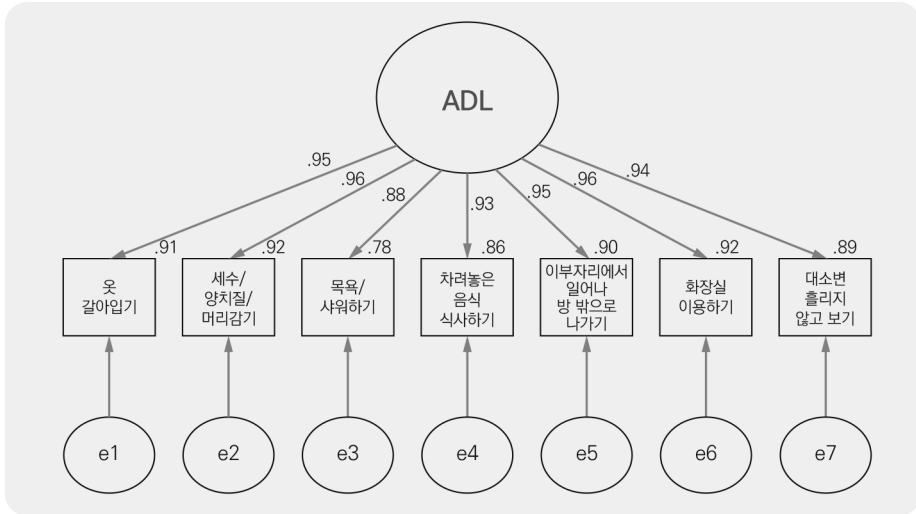 ADL
.95
.96
.88
.93
.95
.96
.94
.91
.92
.78
.86
.90
.92
.89
옷
갈아입기
세수/
양치질/
머리감기
목욕/
샤워하기
차려놓은
음식
식사하기
이부자리에서
일어나
방 밖으로
나가기
화장실
이용하기
대소변
흘리지
않고 보기
e1
e2
e3
e4
e5
e6
e7